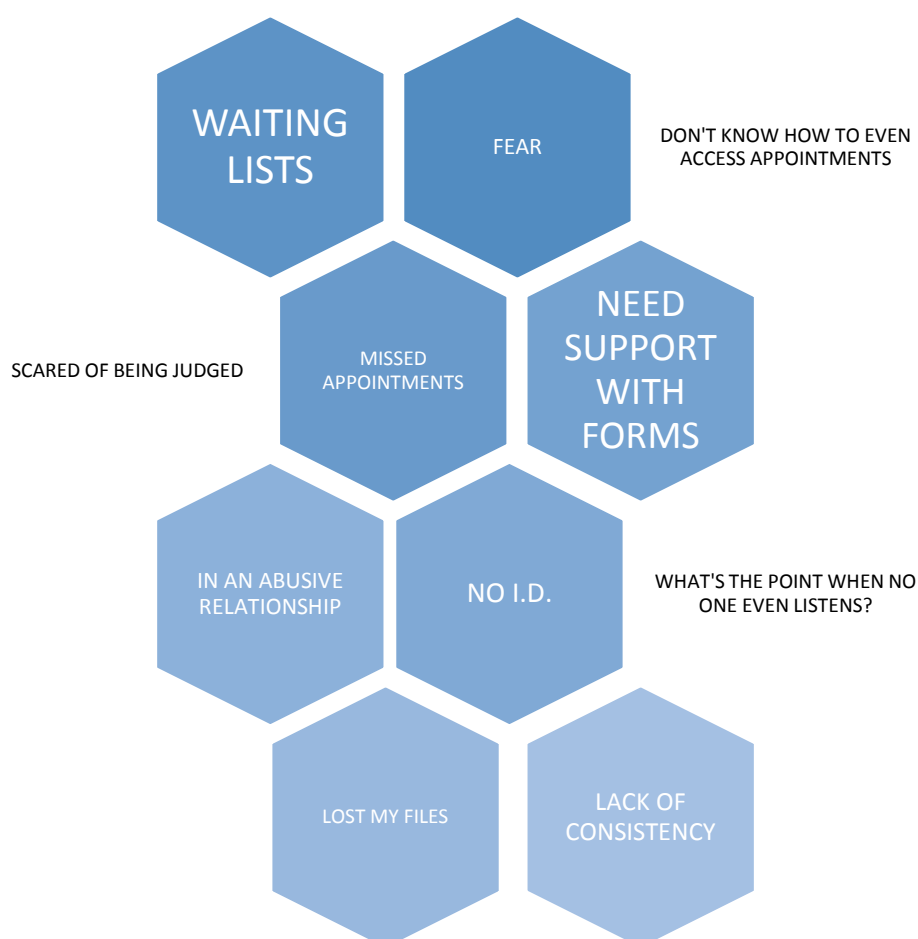 WAITING
LISTS
FEAR
DON'T KNOW HOW TO EVEN
ACCESS APPOINTMENTS
SCARED OF BEING JUDGED
MISSED
APPOINTMENTS
NEED
SUPPORT
WITH
FORMS
IN AN ABUSIVE
RELATIONSHIP
NO I.D.
WHAT'S THE POINT WHEN NO
ONE EVEN LISTENS?
LOST MY FILES
LACK OF
CONSISTENCY